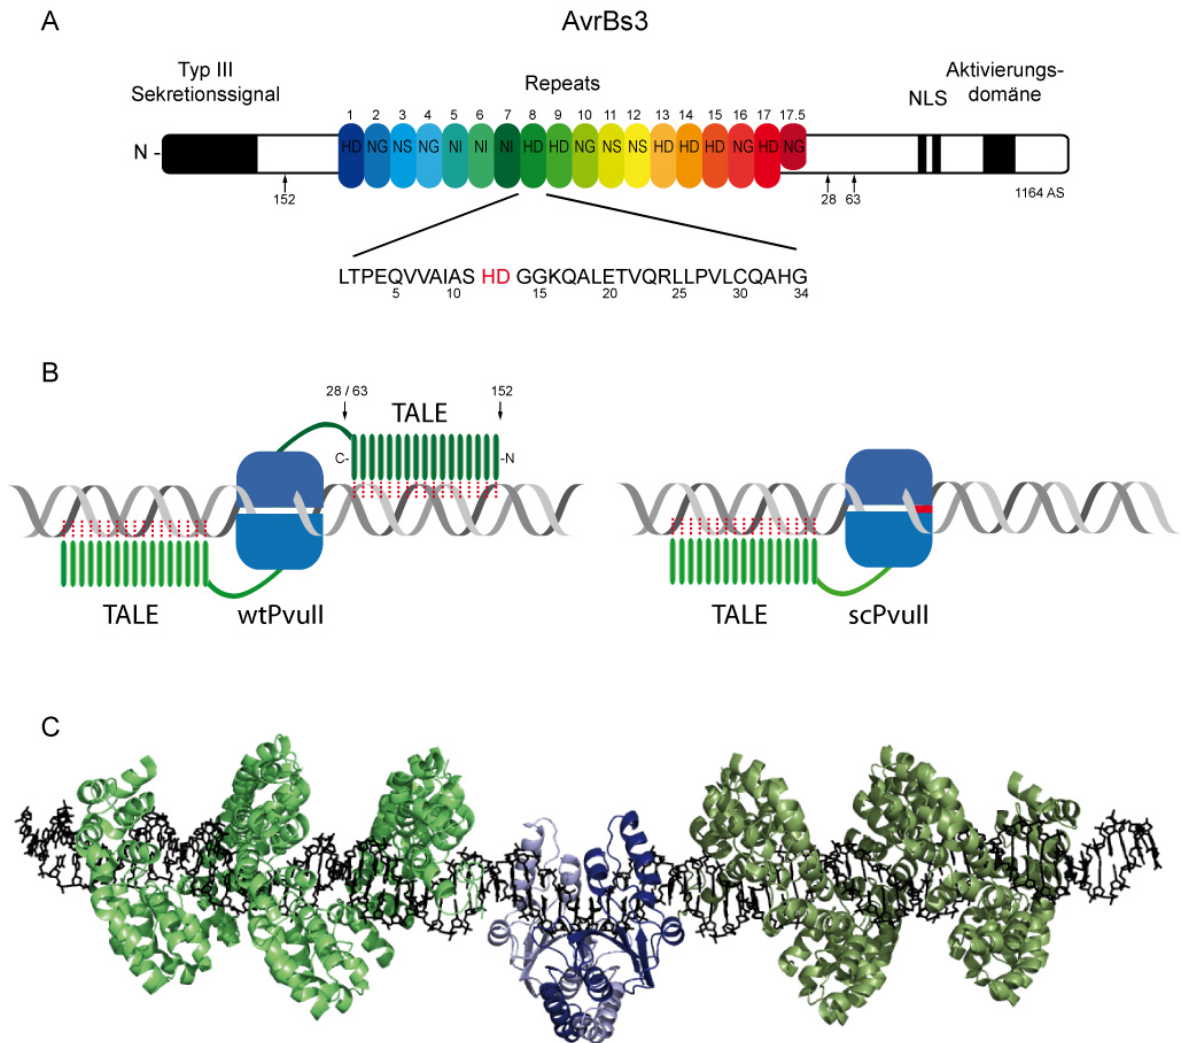 A
AvrBs3
Typ III
Sekretionssignal
Repeats
NLS
Aktivierungs-
domäne
1 2 3 4 5 6 7 8 9 10 11 12 13 14 15 16 17 17.5
N -
HD NG NS NG NI NI NI HD HD NG NS NS HD HD HD NG HD NG
152
28
63
1164 AS
LTPEQVVAIAS HD GGKQALETVQRLLPVLCQAHG
5 10 15 20 25 30 34
B
28 / 63
152
TALE
C-
-N
TALE
wtPvuII
TALE
scPvuII
C